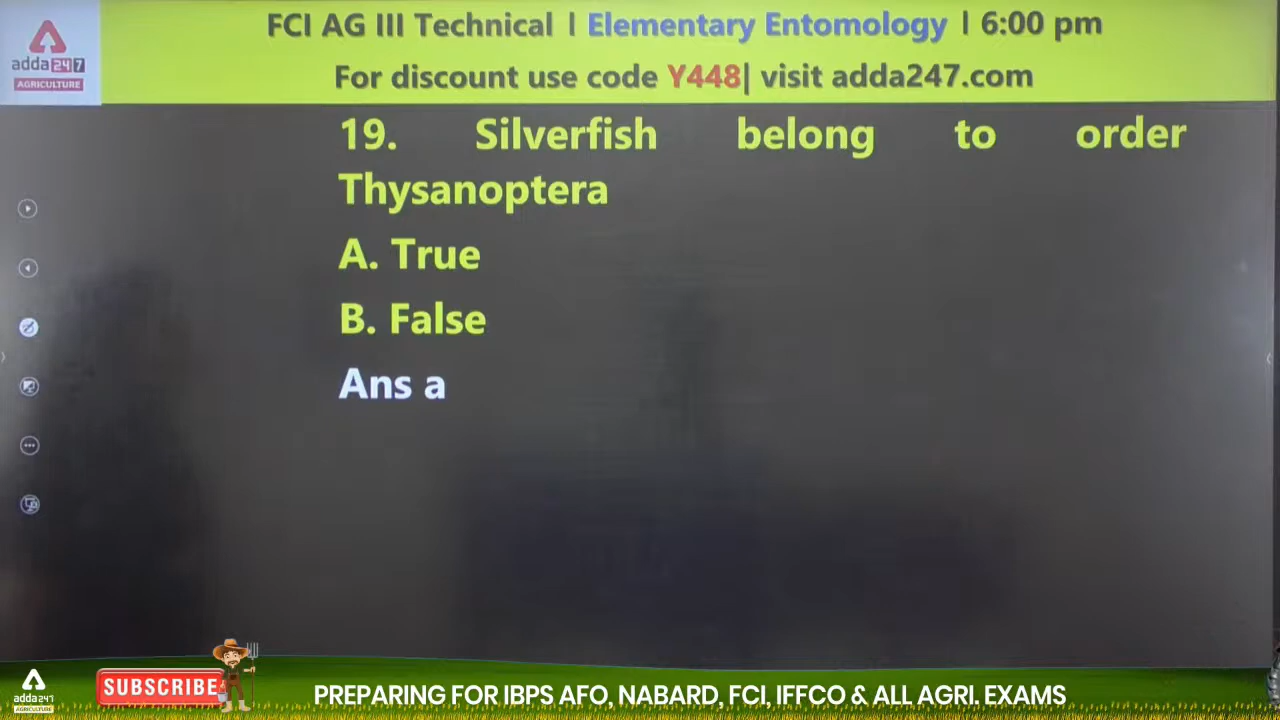 FCI AG III Technical l Elementary Entomology l 6:00 pm
For discount use code Y448| visit adda247.com
adda247
AGRICULTURE
19. Silverfish belong to order
Thysanoptera
A. True
B. False
Ans a
adda247
AGRICULTURE
SUBSCRIBE
PREPARING FOR IBPS AFO, NABARD, FCI, IFFCO & ALL AGRI. EXAMS